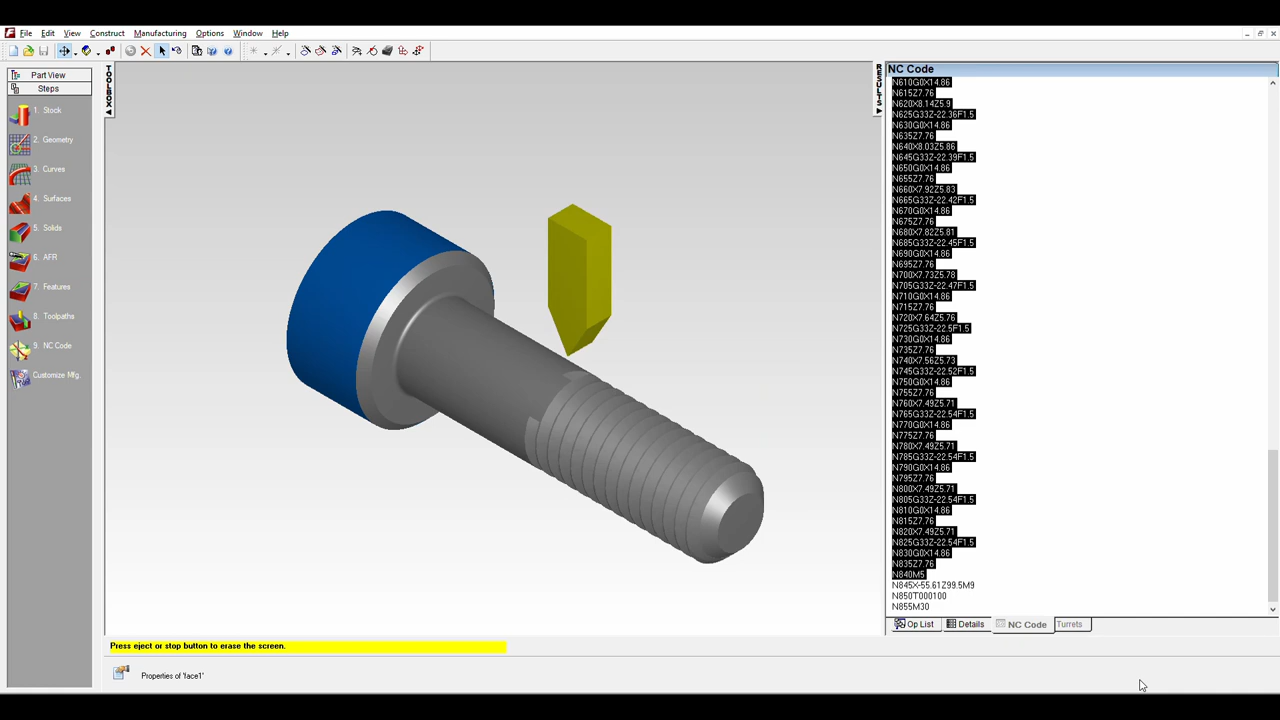 File Edit View Construct Manufacturing Options Window Help
Part View
Steps
1. Stock
2. Geometry
3. Curves
4. Surfaces
5. Solids
6. AFR
7. Features
8. Toolpaths
9. NC Code
Customize Mfg.
TOOLBOX
RESULTS
NC Code
N610G0X14.86
N615Z7.76
N620X8.14Z5.9
N625G33Z-22.36F1.5
N630G0X14.86
N635Z7.76
N640X8.03Z5.86
N645G33Z-22.39F1.5
N650G0X14.86
N655Z7.76
N660X7.92Z5.83
N665G33Z-22.42F1.5
N670G0X14.86
N675Z7.76
N680X7.82Z5.81
N685G33Z-22.45F1.5
N690G0X14.86
N695Z7.76
N700X7.73Z5.78
N705G33Z-22.47F1.5
N710G0X14.86
N715Z7.76
N720X7.64Z5.76
N725G33Z-22.5F1.5
N730G0X14.86
N735Z7.76
N740X7.56Z5.73
N745G33Z-22.52F1.5
N750G0X14.86
N755Z7.76
N760X7.49Z5.71
N765G33Z-22.54F1.5
N770G0X14.86
N775Z7.76
N780X7.49Z5.71
N785G33Z-22.54F1.5
N790G0X14.86
N795Z7.76
N800X7.49Z5.71
N805G33Z-22.54F1.5
N810G0X14.86
N815Z7.76
N820X7.49Z5.71
N825G33Z-22.54F1.5
N830G0X14.86
N835Z7.76
N840M5
N845X-55.61Z99.5M9
N850T000100
N855M30
Op List Details NC Code Turrets
Press eject or stop button to erase the screen.
Properties of 'face1'